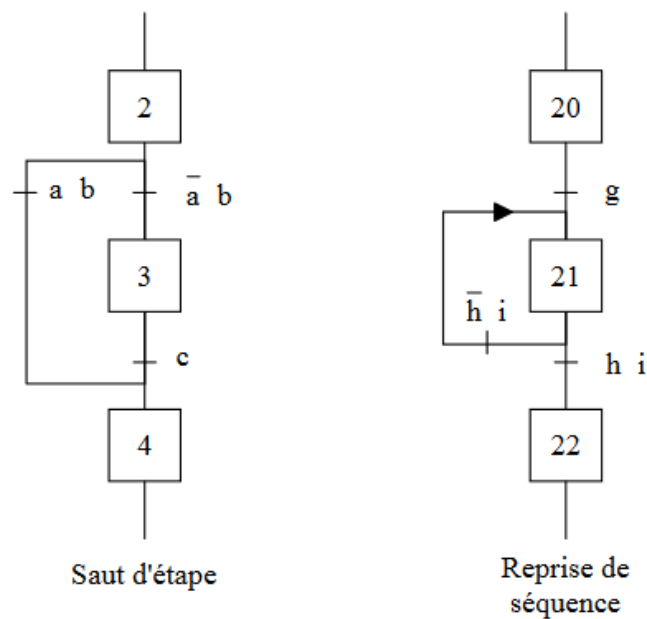 2
a b
a̅ b
3
c
4
Saut d'étape
20
g
21
h̅ i
h i
22
Reprise de
séquence